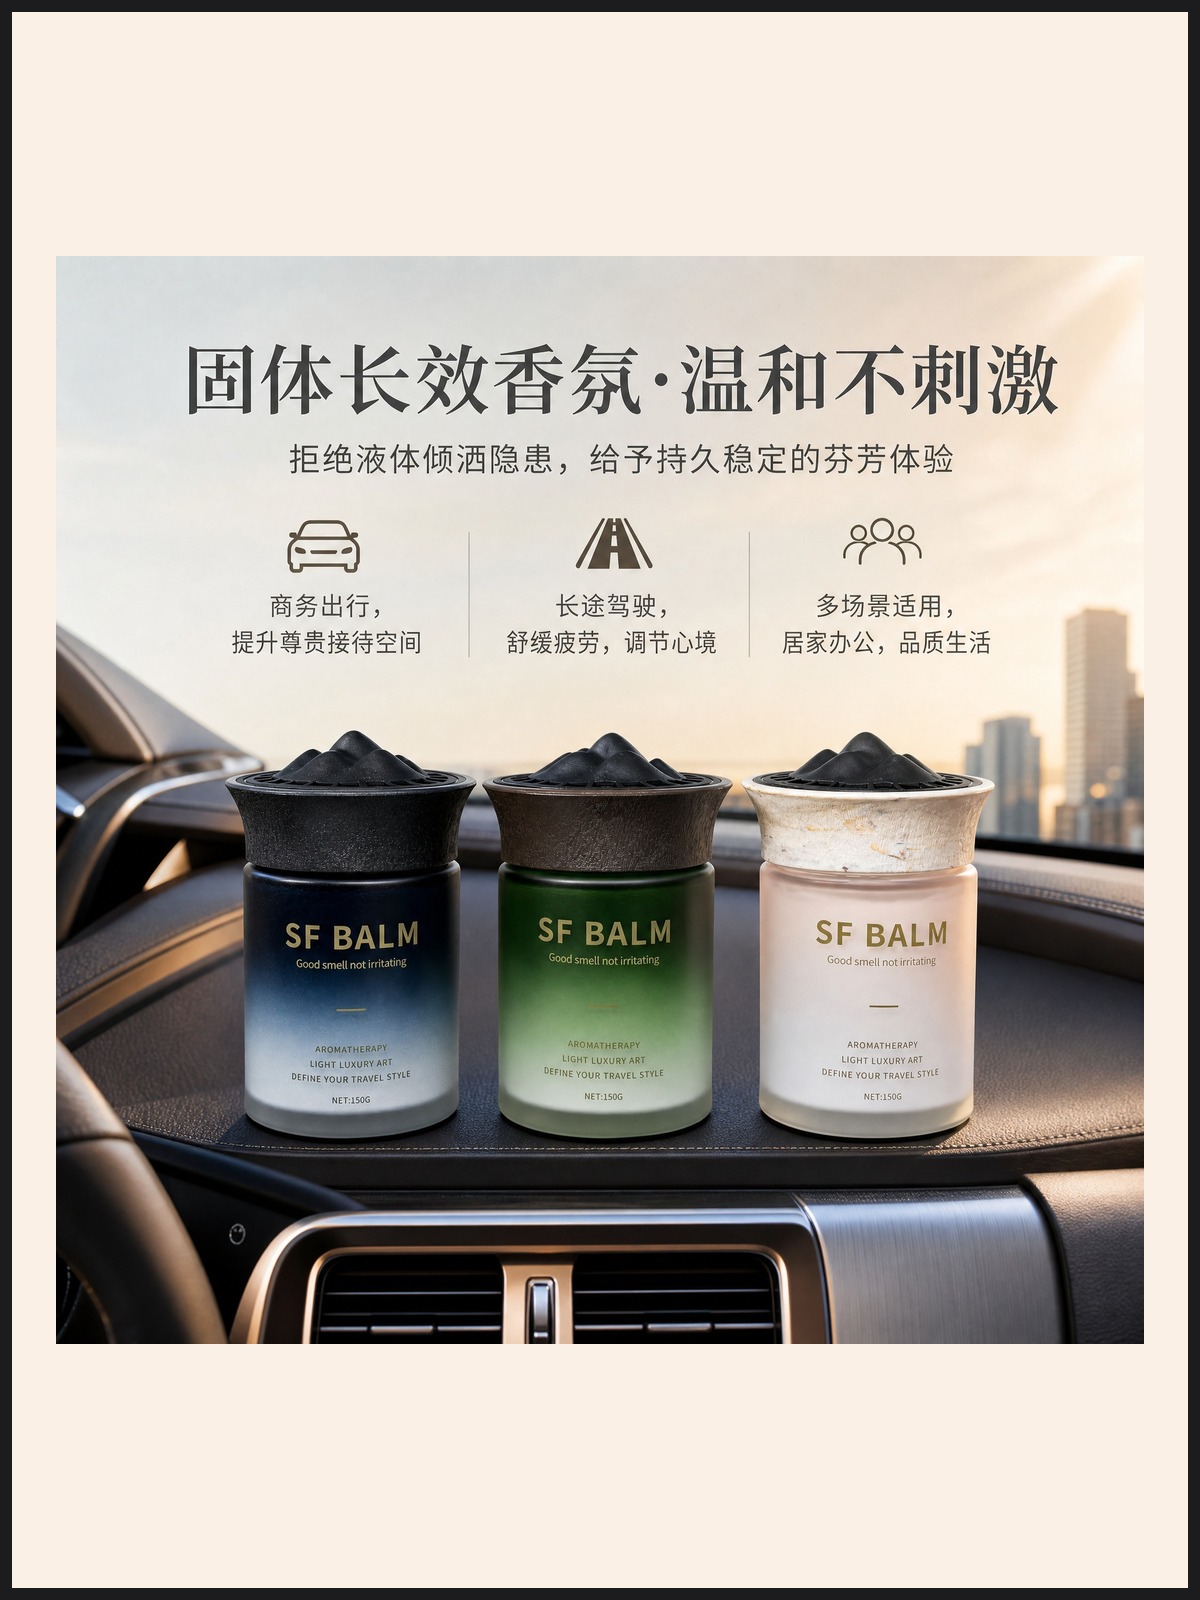 固体长效香氛·温和不刺激
拒绝液体倾洒隐患，给予持久稳定的芬芳体验
商务出行，
提升尊贵接待空间
长途驾驶，
舒缓疲劳，调节心境
多场景适用，
居家办公，品质生活
SF BALM
Good smell not irritating
AROMATHERAPY
LIGHT LUXURY ART
DEFINE YOUR TRAVEL STYLE
NET:150G
SF BALM
Good smell not irritating
AROMATHERAPY
LIGHT LUXURY ART
DEFINE YOUR TRAVEL STYLE
NET:150G
SF BALM
Good smell not irritating
AROMATHERAPY
LIGHT LUXURY ART
DEFINE YOUR TRAVEL STYLE
NET:150G